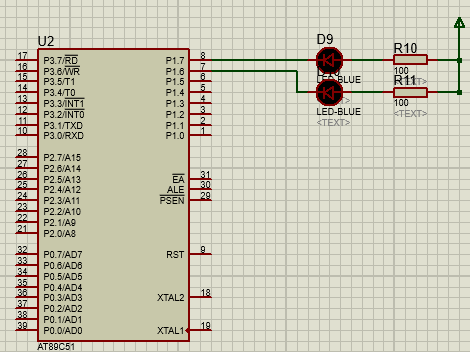 U2
17 P3.7/RD P1.7 8
16 P3.6/WR P1.6 7
15 P3.5/T1 P1.5 6
14 P3.4/T0 P1.4 5
13 P3.3/INT1 P1.3 4
12 P3.2/INT0 P1.2 3
11 P3.1/TXD P1.1 2
10 P3.0/RXD P1.0 1
28 P2.7/A15
27 P2.6/A14
26 P2.5/A13 EA 31
25 P2.4/A12 ALE 30
24 P2.3/A11 PSEN 29
23 P2.2/A10
22 P2.1/A9
21 P2.0/A8
32 P0.7/AD7 RST 9
33 P0.6/AD6
34 P0.5/AD5
35 P0.4/AD4
36 P0.3/AD3 XTAL2 18
37 P0.2/AD2
38 P0.1/AD1
39 P0.0/AD0 XTAL1 19
AT89C51
D9
LED-BLUE
LED-BLUE
<TEXT>
R10
100
R11
100
<TEXT>